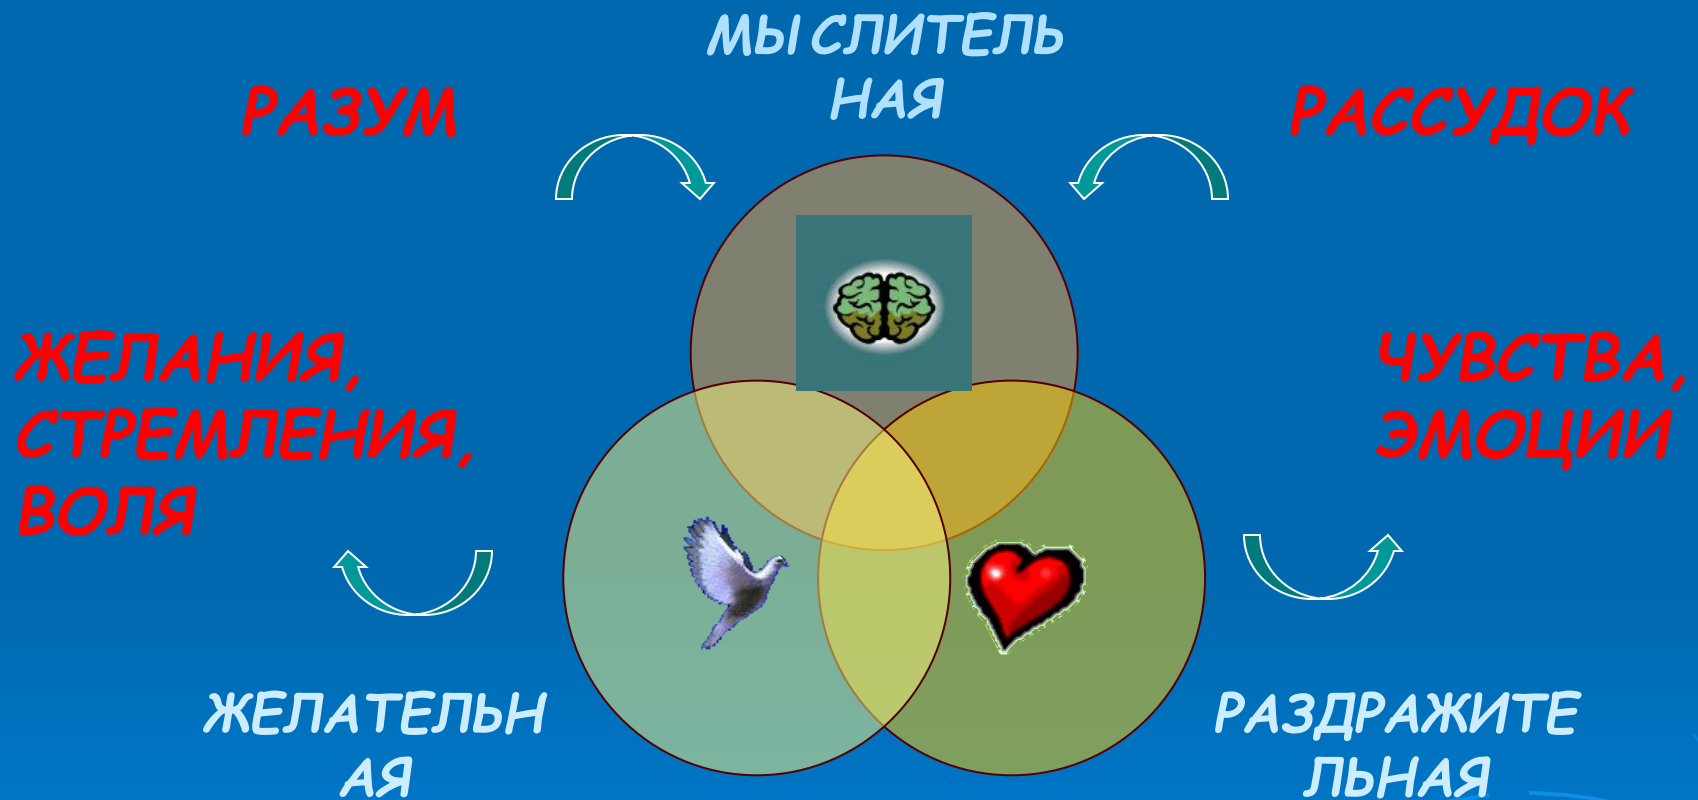 МЫСЛИТЕЛЬ
НАЯ
РАЗУМ
РАССУДОК
ЖЕЛАНИЯ,
СТРЕМЛЕНИЯ,
ВОЛЯ
ЧУВСТВА,
ЭМОЦИИ
ЖЕЛАТЕЛЬН
АЯ
РАЗДРАЖИТЕ
ЛЬНАЯ